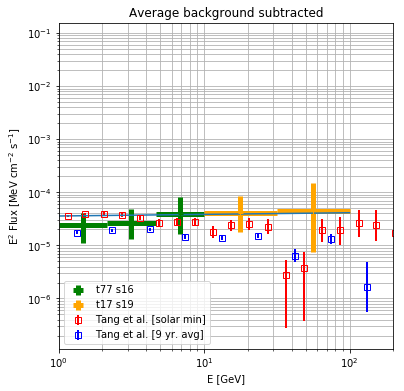 Average background subtracted
E² Flux [MeV cm⁻² s⁻¹]
10⁻¹
10⁻²
10⁻³
10⁻⁴
10⁻⁵
10⁻⁶
t77 s16
t17 s19
Tang et al. [solar min]
Tang et al. [9 yr. avg]
10⁰
10¹
10²
E [GeV]